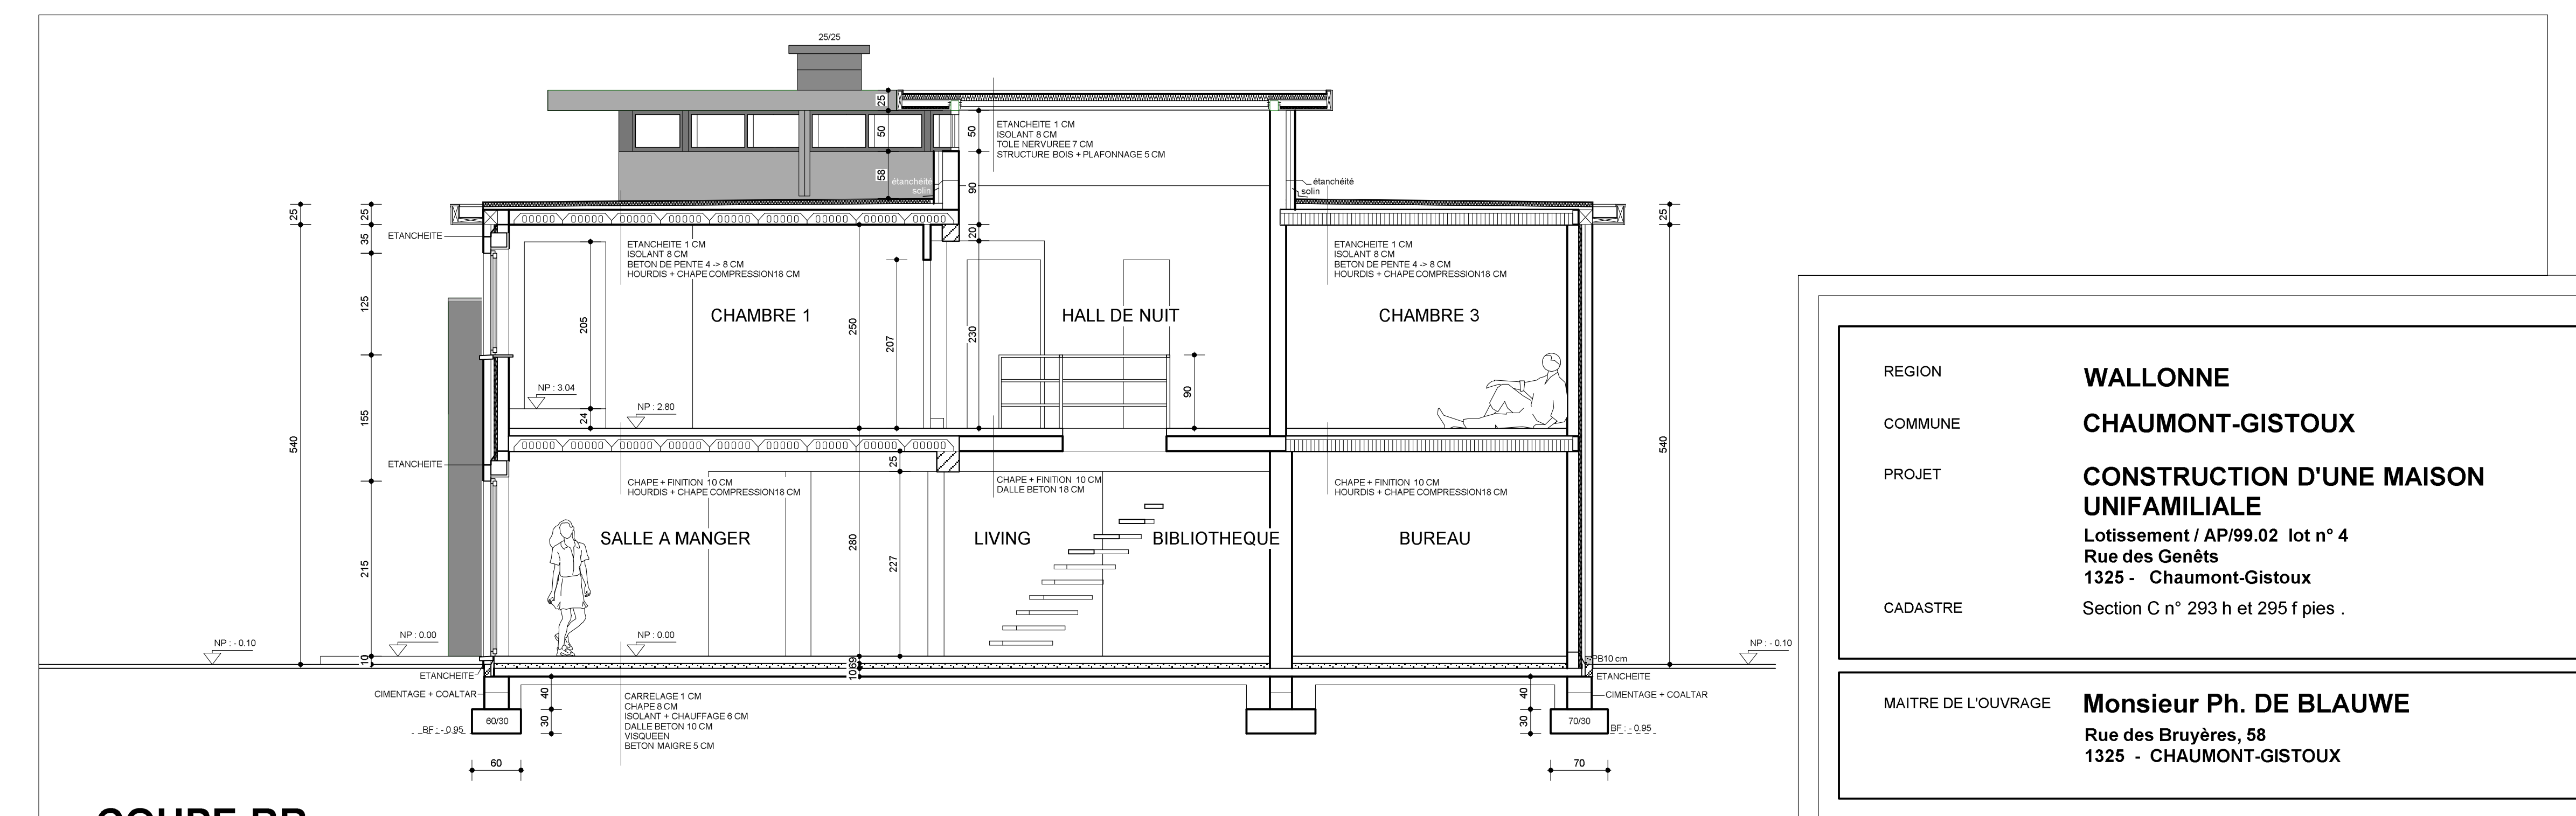 25/25
25
50
58
50
90
20
ETANCHEITE 1 CM
ISOLANT 8 CM
TOLE NERVUREE 7 CM
STRUCTURE BOIS + PLAFONNAGE 5 CM
étanchéité
solin
étanchéité
solin
25
25
35
125
155
215
10
540
ETANCHEITE
ETANCHEITE
ETANCHEITE 1 CM
ISOLANT 8 CM
BETON DE PENTE 4 -> 8 CM
HOURDIS + CHAPE COMPRESSION18 CM
ETANCHEITE 1 CM
ISOLANT 8 CM
BETON DE PENTE 4 -> 8 CM
HOURDIS + CHAPE COMPRESSION18 CM
25
540
CHAMBRE 1
HALL DE NUIT
CHAMBRE 3
205
250
207
230
90
24
NP : 3.04
NP : 2.80
25
CHAPE + FINITION 10 CM
HOURDIS + CHAPE COMPRESSION18 CM
CHAPE + FINITION 10 CM
DALLE BETON 18 CM
CHAPE + FINITION 10 CM
HOURDIS + CHAPE COMPRESSION18 CM
SALLE A MANGER
LIVING
BIBLIOTHEQUE
BUREAU
280
227
NP : - 0.10
NP : 0.00
NP : 0.00
NP : - 0.10
PB10 cm
ETANCHEITE
CIMENTAGE + COALTAR
ETANCHEITE
CIMENTAGE + COALTAR
1069
CARRELAGE 1 CM
CHAPE 8 CM
ISOLANT + CHAUFFAGE 6 CM
DALLE BETON 10 CM
VISQUEEN
BETON MAIGRE 5 CM
40
30
40
30
60/30
70/30
BF : - 0.95
BF : - 0.95
60
70
COUPE BB
REGION WALLONNE
COMMUNE CHAUMONT-GISTOUX
PROJET CONSTRUCTION D'UNE MAISON
UNIFAMILIALE
Lotissement / AP/99.02 lot n° 4
Rue des Genêts
1325 - Chaumont-Gistoux
CADASTRE Section C n° 293 h et 295 f pies .
MAITRE DE L'OUVRAGE Monsieur Ph. DE BLAUWE
Rue des Bruyères, 58
1325 - CHAUMONT-GISTOUX